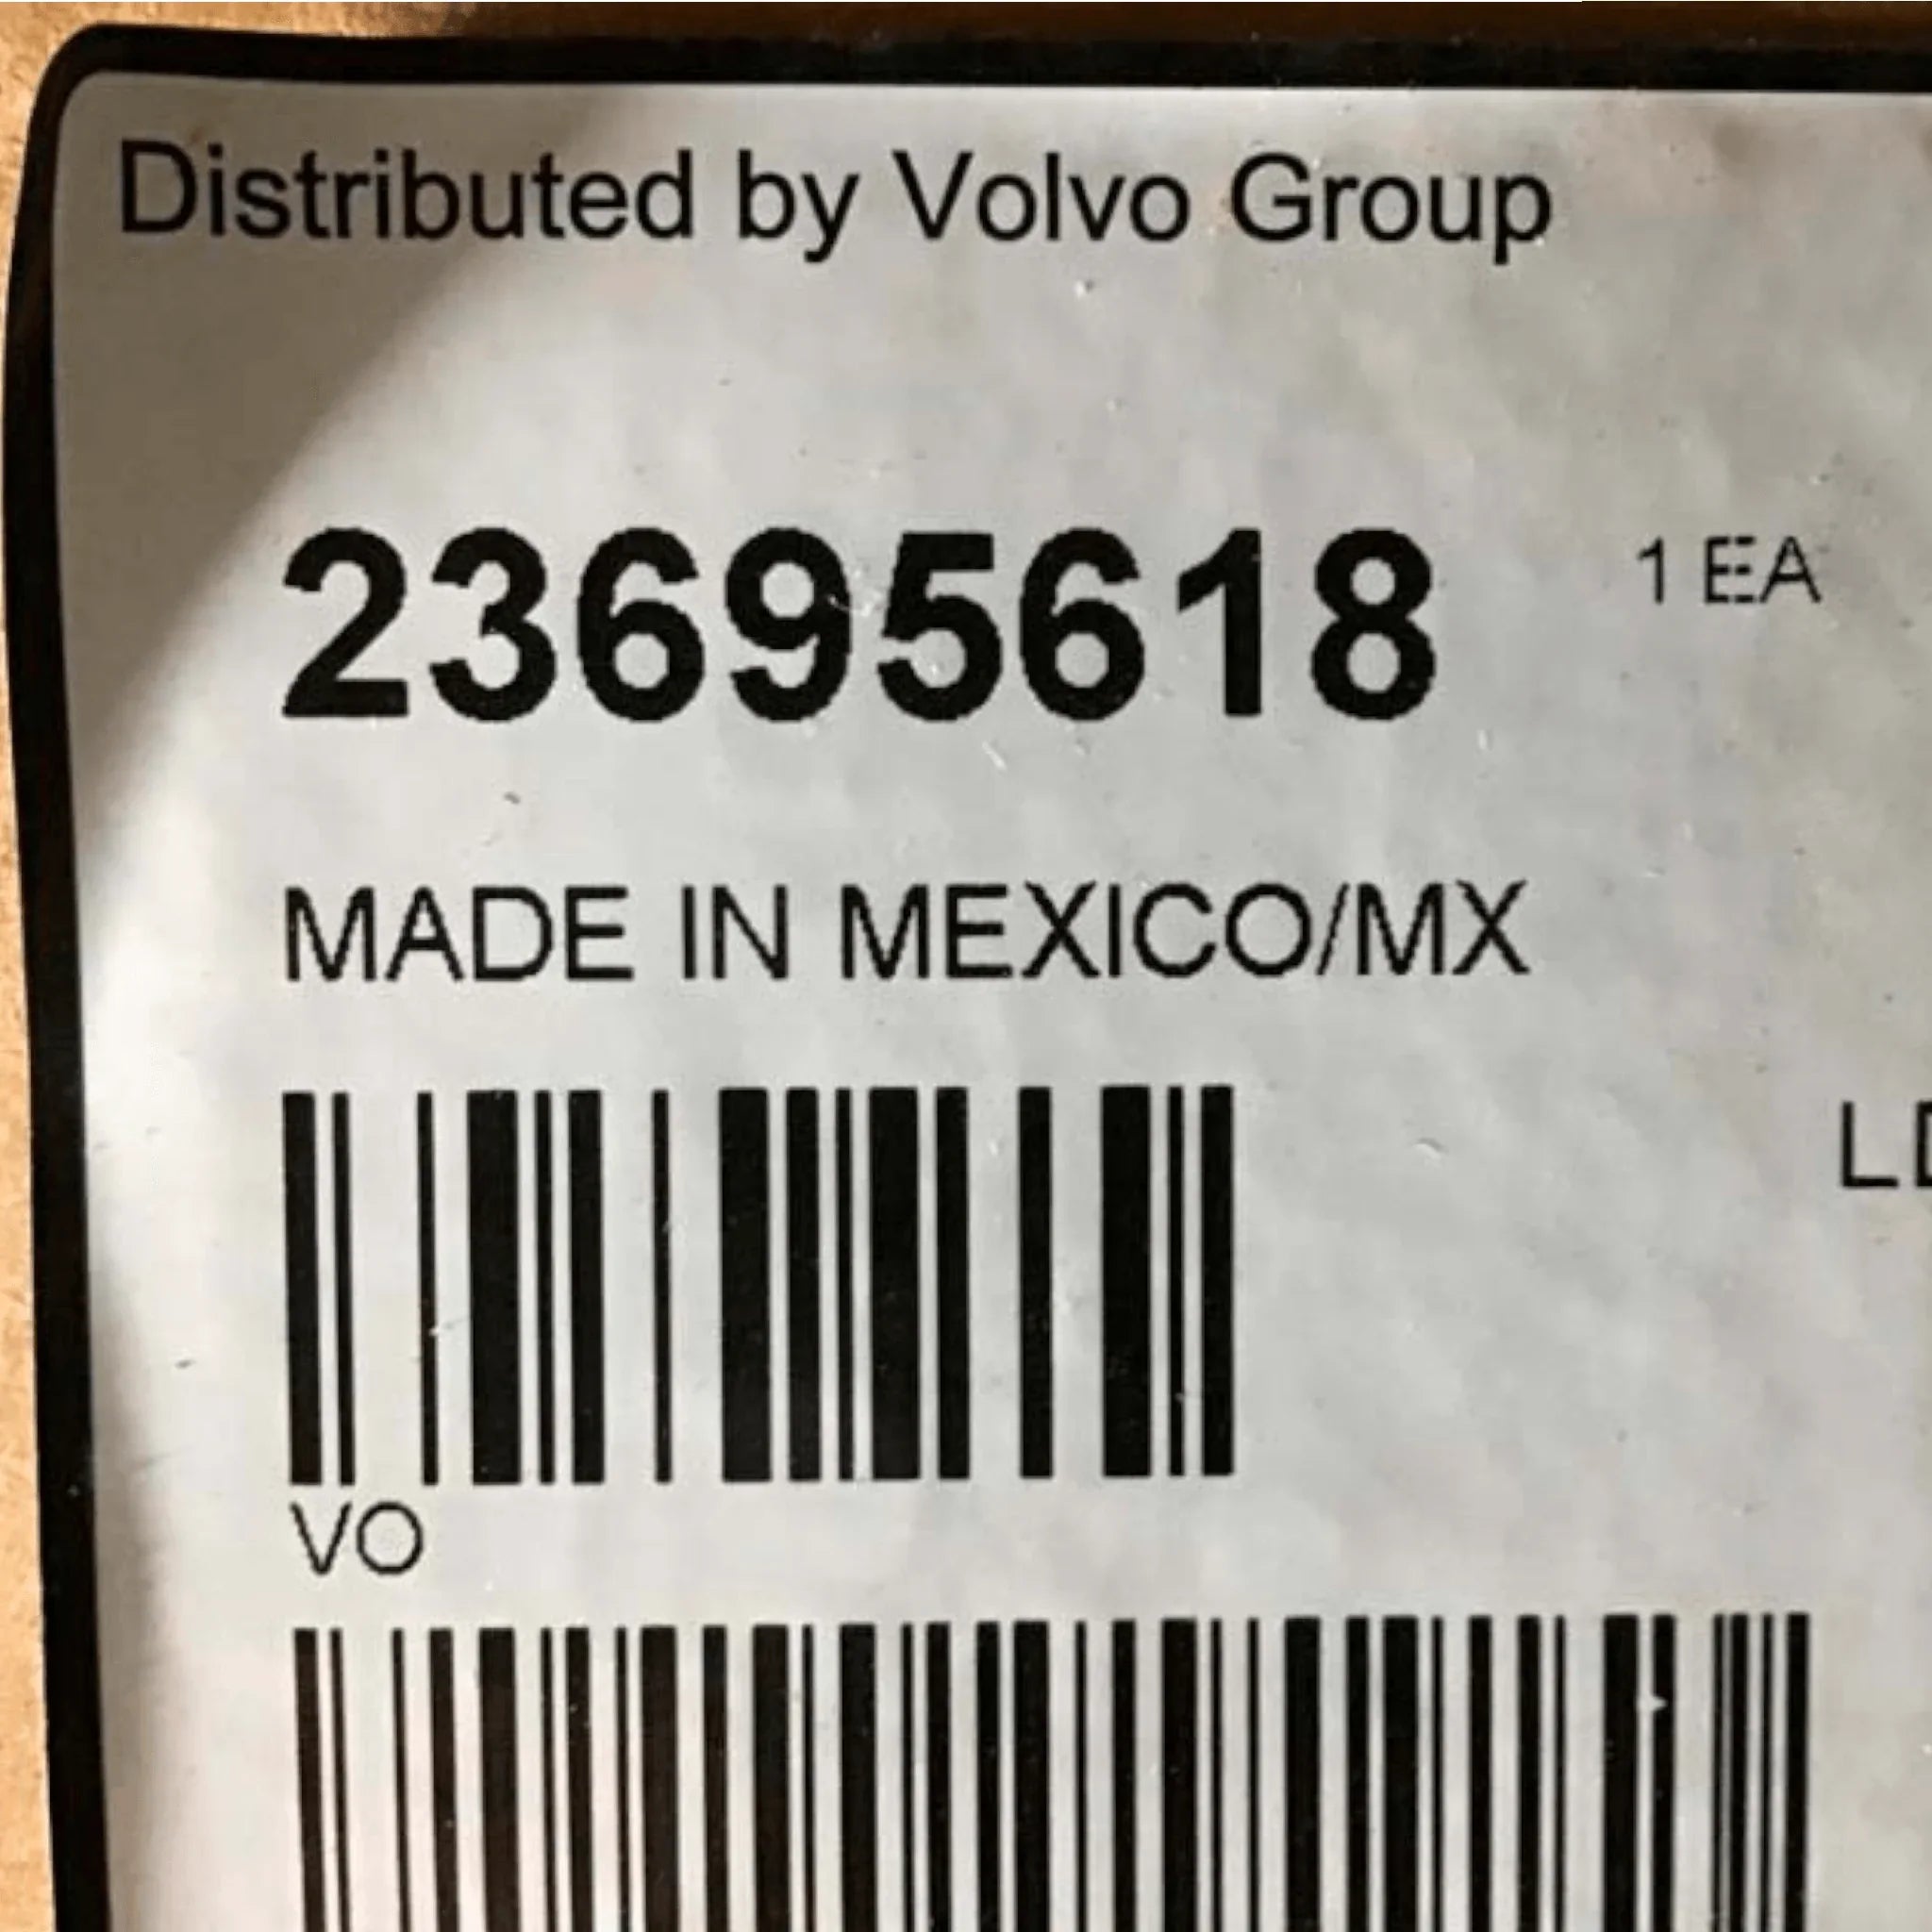 Distributed by Volvo Group
23695618 1 EA
MADE IN MEXICO/MX
VO